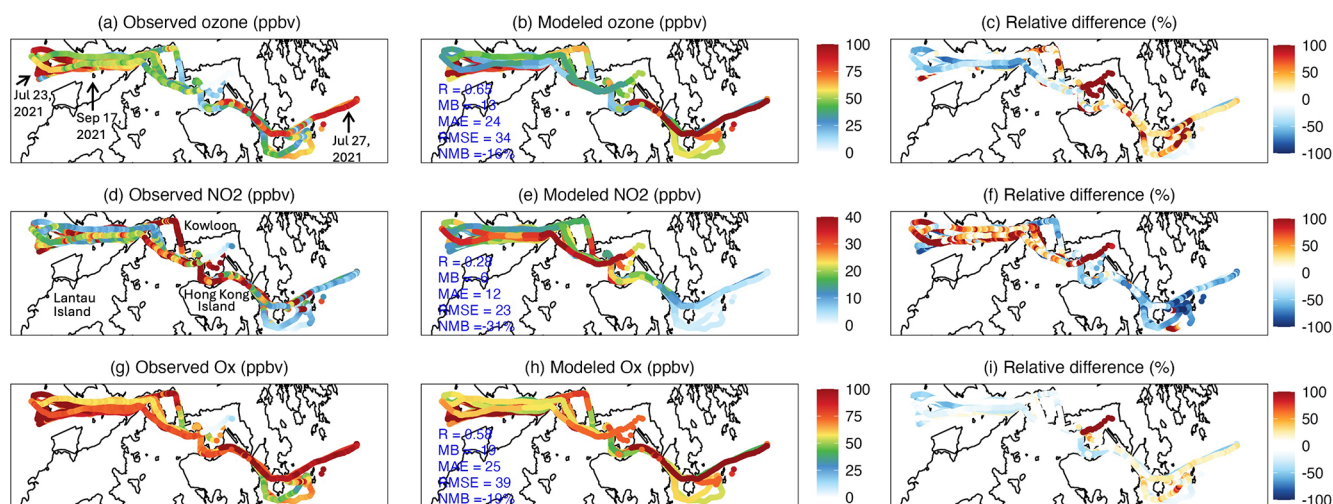 (a) Observed ozone (ppbv)
(b) Modeled ozone (ppbv)
(c) Relative difference (%)
Jul 23,
2021
Sep 17,
2021
Jul 27,
2021
R = 0.65
MB = -13
MAE = 24
RMSE = 34
NMB = -16%
100
75
50
25
0
100
50
0
-50
-100
(d) Observed NO2 (ppbv)
(e) Modeled NO2 (ppbv)
(f) Relative difference (%)
Kowloon
Lantau
Island
Hong Kong
Island
R = 0.28
MAE = 12
RMSE = 23
NMB = -31%
40
30
20
10
0
100
50
0
-50
-100
(g) Observed Ox (ppbv)
(h) Modeled Ox (ppbv)
(i) Relative difference (%)
R = 0.58
MB = -19
MAE = 25
RMSE = 39
NMB = -19%
100
75
50
25
0
100
50
0
-50
-100